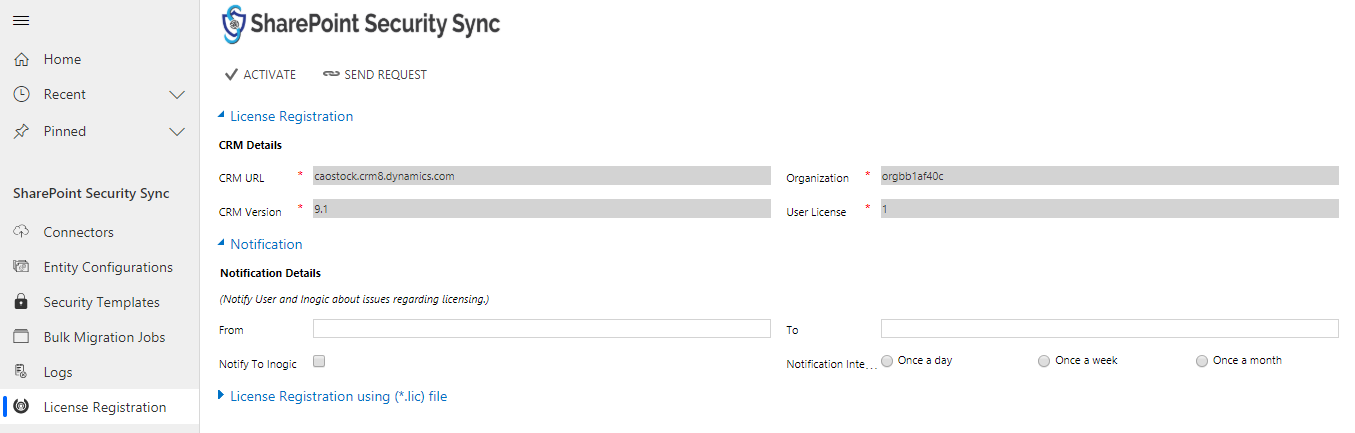 SharePoint Security Sync
Home
Recent
Pinned
SharePoint Security Sync
Connectors
Entity Configurations
Security Templates
Bulk Migration Jobs
Logs
License Registration
ACTIVATE SEND REQUEST
License Registration
CRM Details
CRM URL * caostock.crm8.dynamics.com Organization * orgbb1af40c
CRM Version * 9.1 User License * 1
Notification
Notification Details
(Notify User and Inogic about issues regarding licensing.)
From To
Notify To Inogic Notification Inte... Once a day Once a week Once a month
License Registration using (*.lic) file